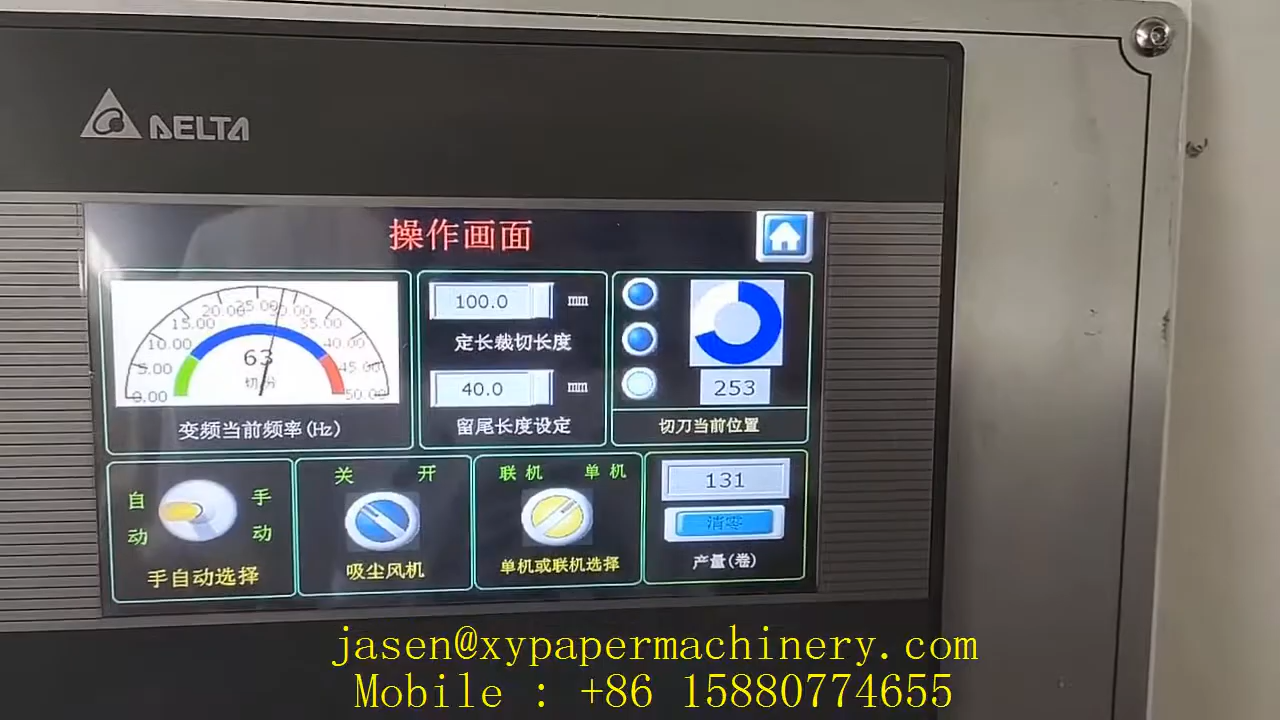 DELTA
操作画面
0.00
5.00
10.00
15.00
20.00
25.00
30.00
35.00
40.00
45.00
50.00
63
切/分
变频当前频率(Hz)
100.0 mm
定长裁切长度
40.0 mm
留尾长度设定
253
切刀当前位置
自动 手动
手自动选择
关 开
吸尘风机
联机 单机
单机或联机选择
131
清零
产量(卷)
jasen@xypapermachinery.com
Mobile : +86 15880774655